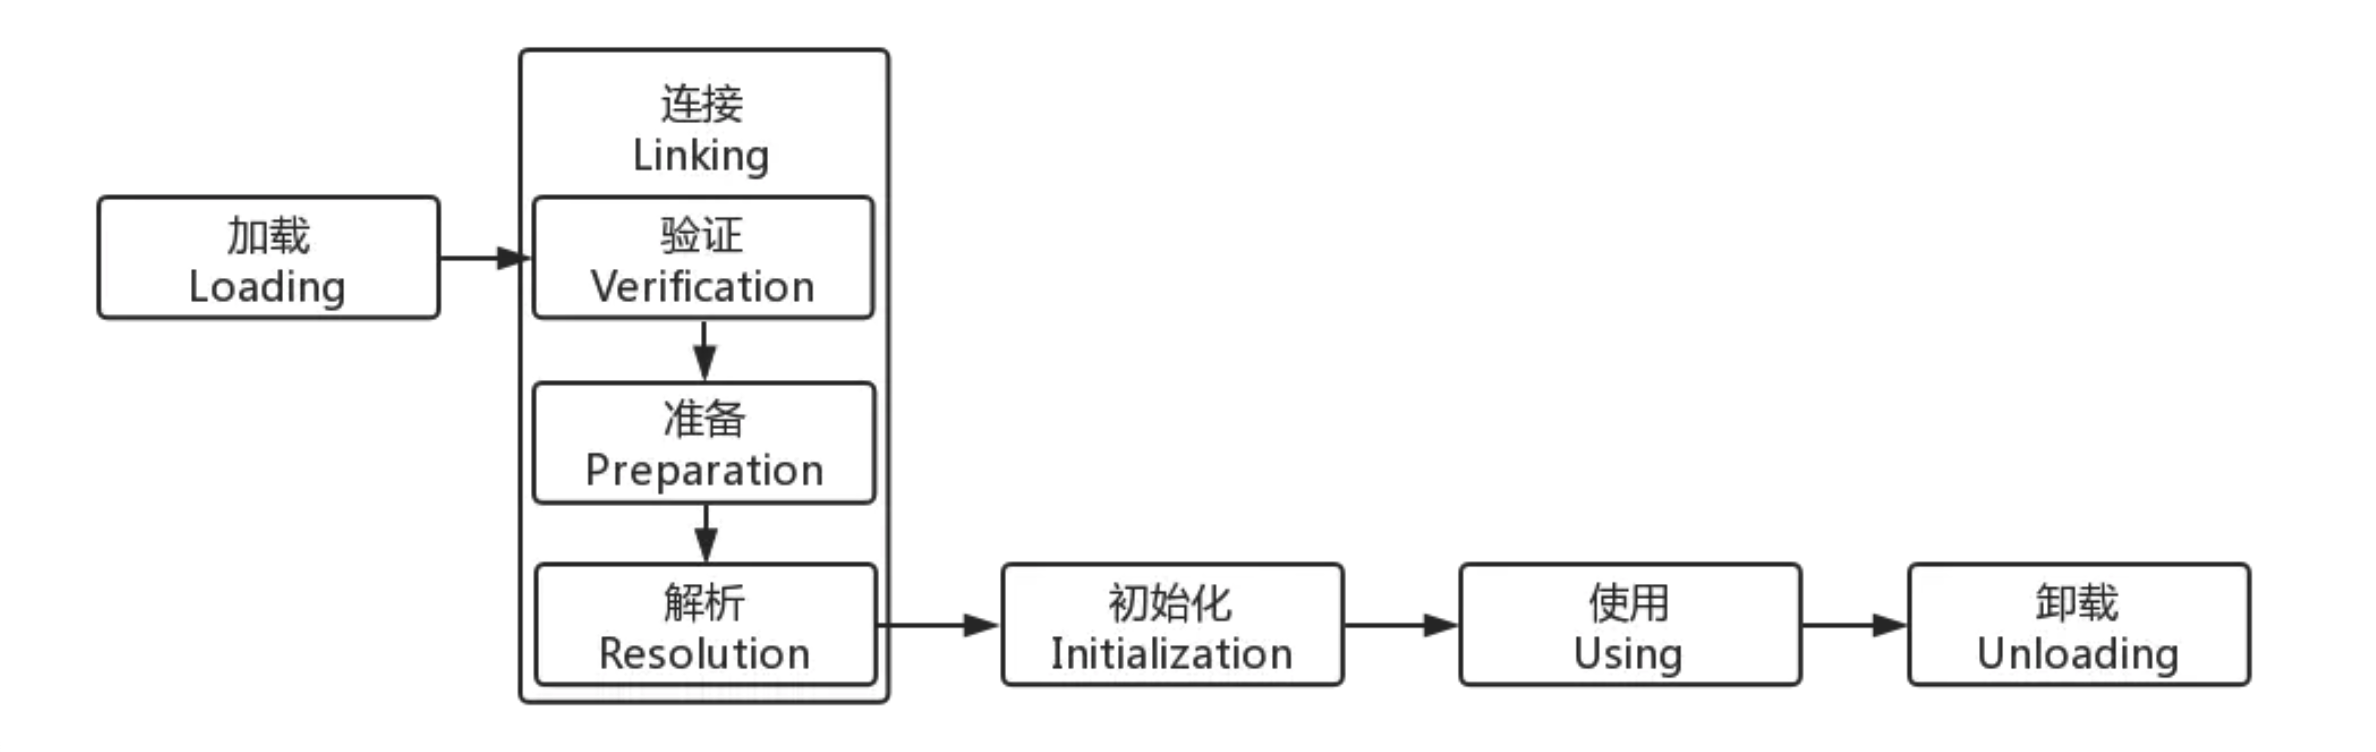 加载
Loading
连接
Linking
验证
Verification
准备
Preparation
解析
Resolution
初始化
Initialization
使用
Using
卸载
Unloading